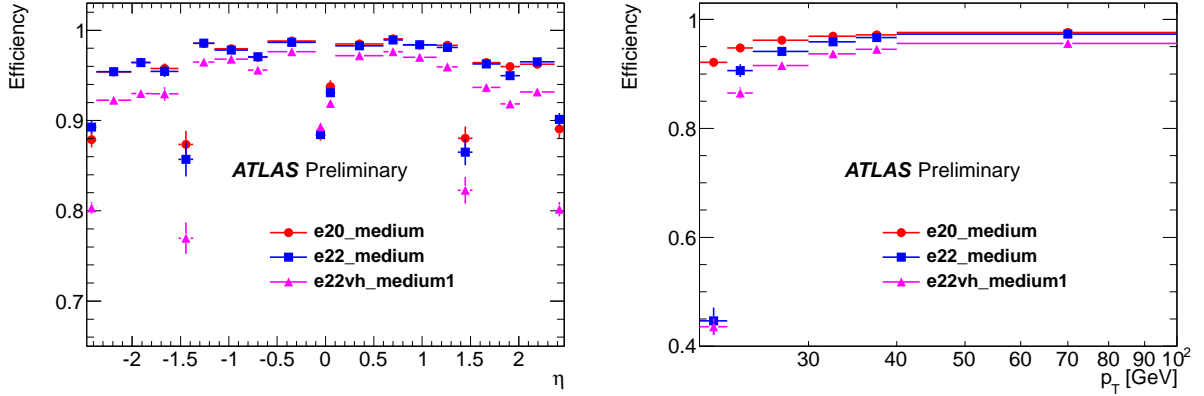 Efficiency
1
0.9
0.8
0.7
ATLAS Preliminary
e20_medium
e22_medium
e22vh_medium1
-2 -1.5 -1 -0.5 0 0.5 1 1.5 2
η
Efficiency
1
0.8
0.6
0.4
ATLAS Preliminary
e20_medium
e22_medium
e22vh_medium1
30 40 50 60 70 80 90 10²
p_T [GeV]